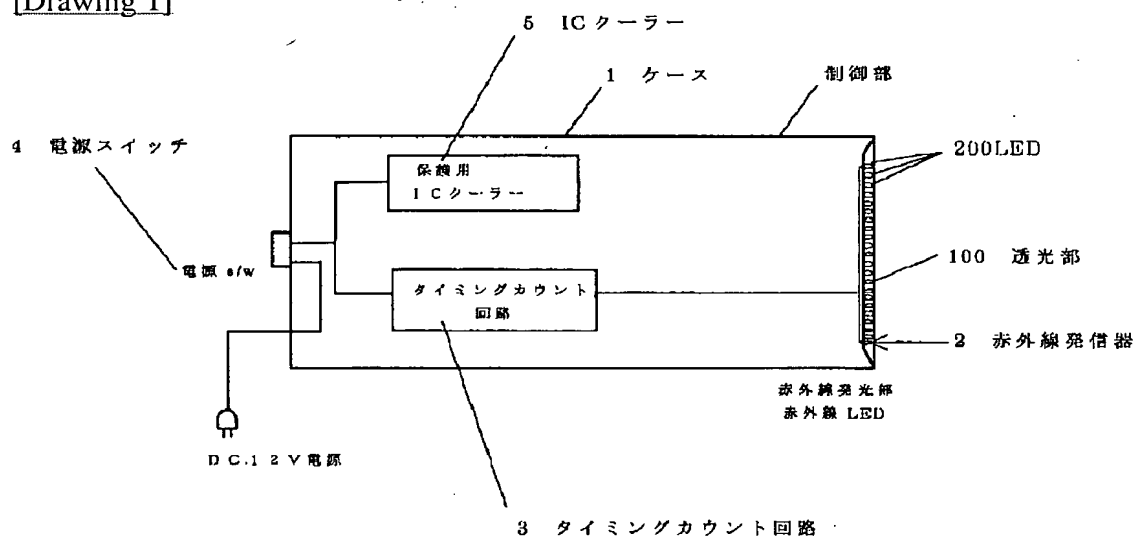 [Drawing 1]
5 ICクーラー
1 ケース
制御部
4 電源スイッチ
200LED
保護用
ICクーラー
電源 s/w
100 透光部
タイミングカウント
回路
2 赤外線発信器
赤外線発光部
赤外線 LED
DC.12V電源
3 タイミングカウント回路